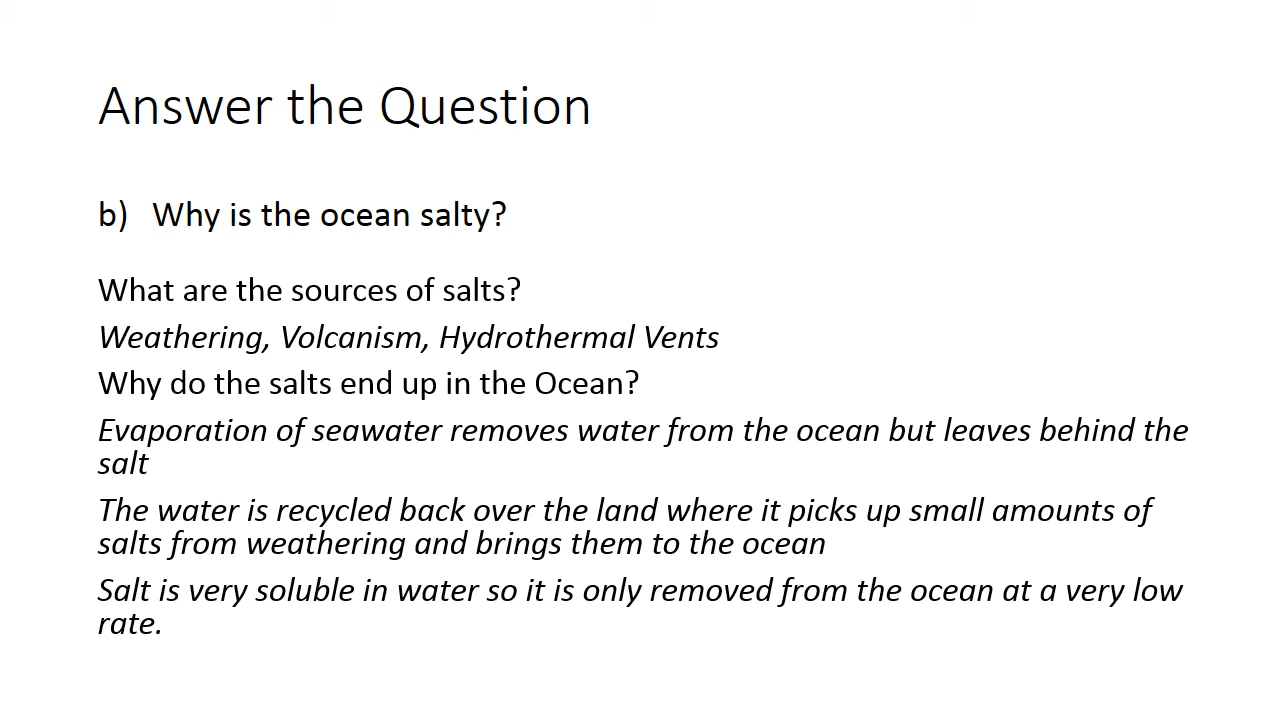 Answer the Question
b) Why is the ocean salty?
What are the sources of salts?
Weathering, Volcanism, Hydrothermal Vents
Why do the salts end up in the Ocean?
Evaporation of seawater removes water from the ocean but leaves behind the
salt
The water is recycled back over the land where it picks up small amounts of
salts from weathering and brings them to the ocean
Salt is very soluble in water so it is only removed from the ocean at a very low
rate.